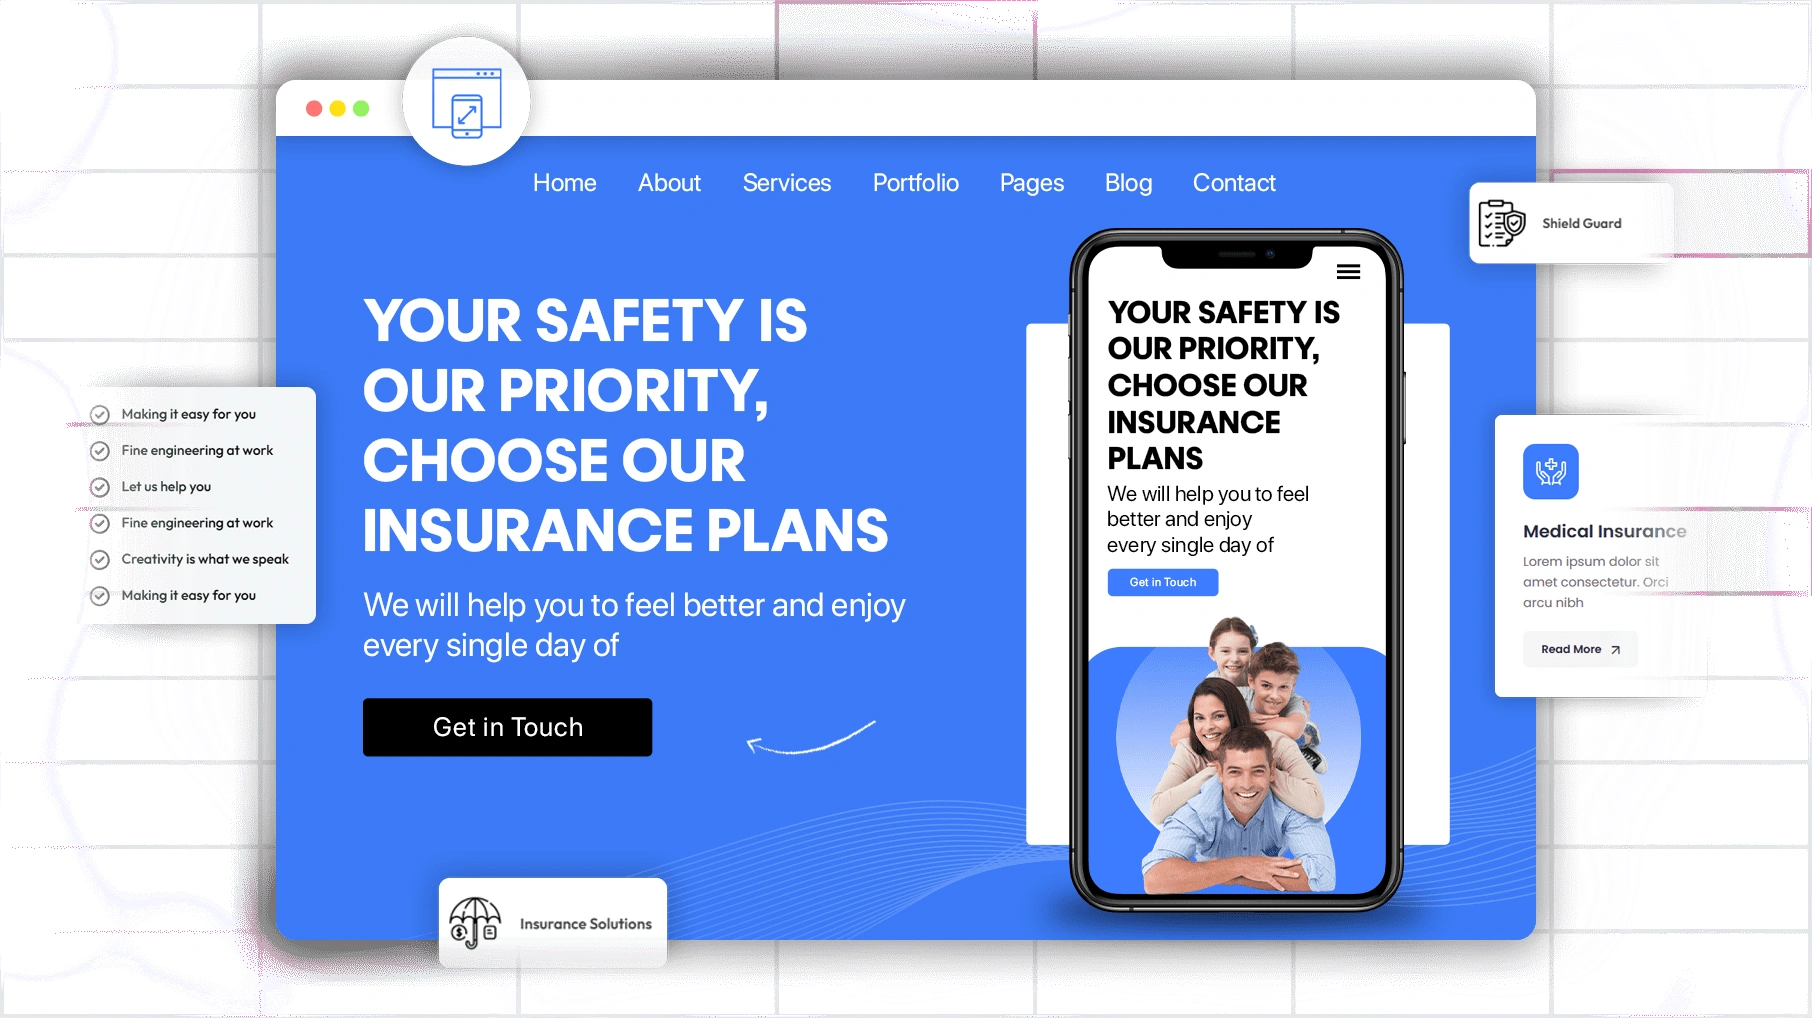 Home About Services Portfolio Pages Blog Contact
Shield Guard
YOUR SAFETY IS
OUR PRIORITY,
CHOOSE OUR
INSURANCE PLANS
We will help you to feel better and enjoy
every single day of
Get in Touch
Making it easy for you
Fine engineering at work
Let us help you
Fine engineering at work
Creativity is what we speak
Making it easy for you
YOUR SAFETY IS
OUR PRIORITY,
CHOOSE OUR
INSURANCE
PLANS
We will help you to feel
better and enjoy
every single day of
Get in Touch
Medical Insurance
Lorem ipsum dolor sit
amet consectetur. Orci
arcu nibh
Read More
Insurance Solutions